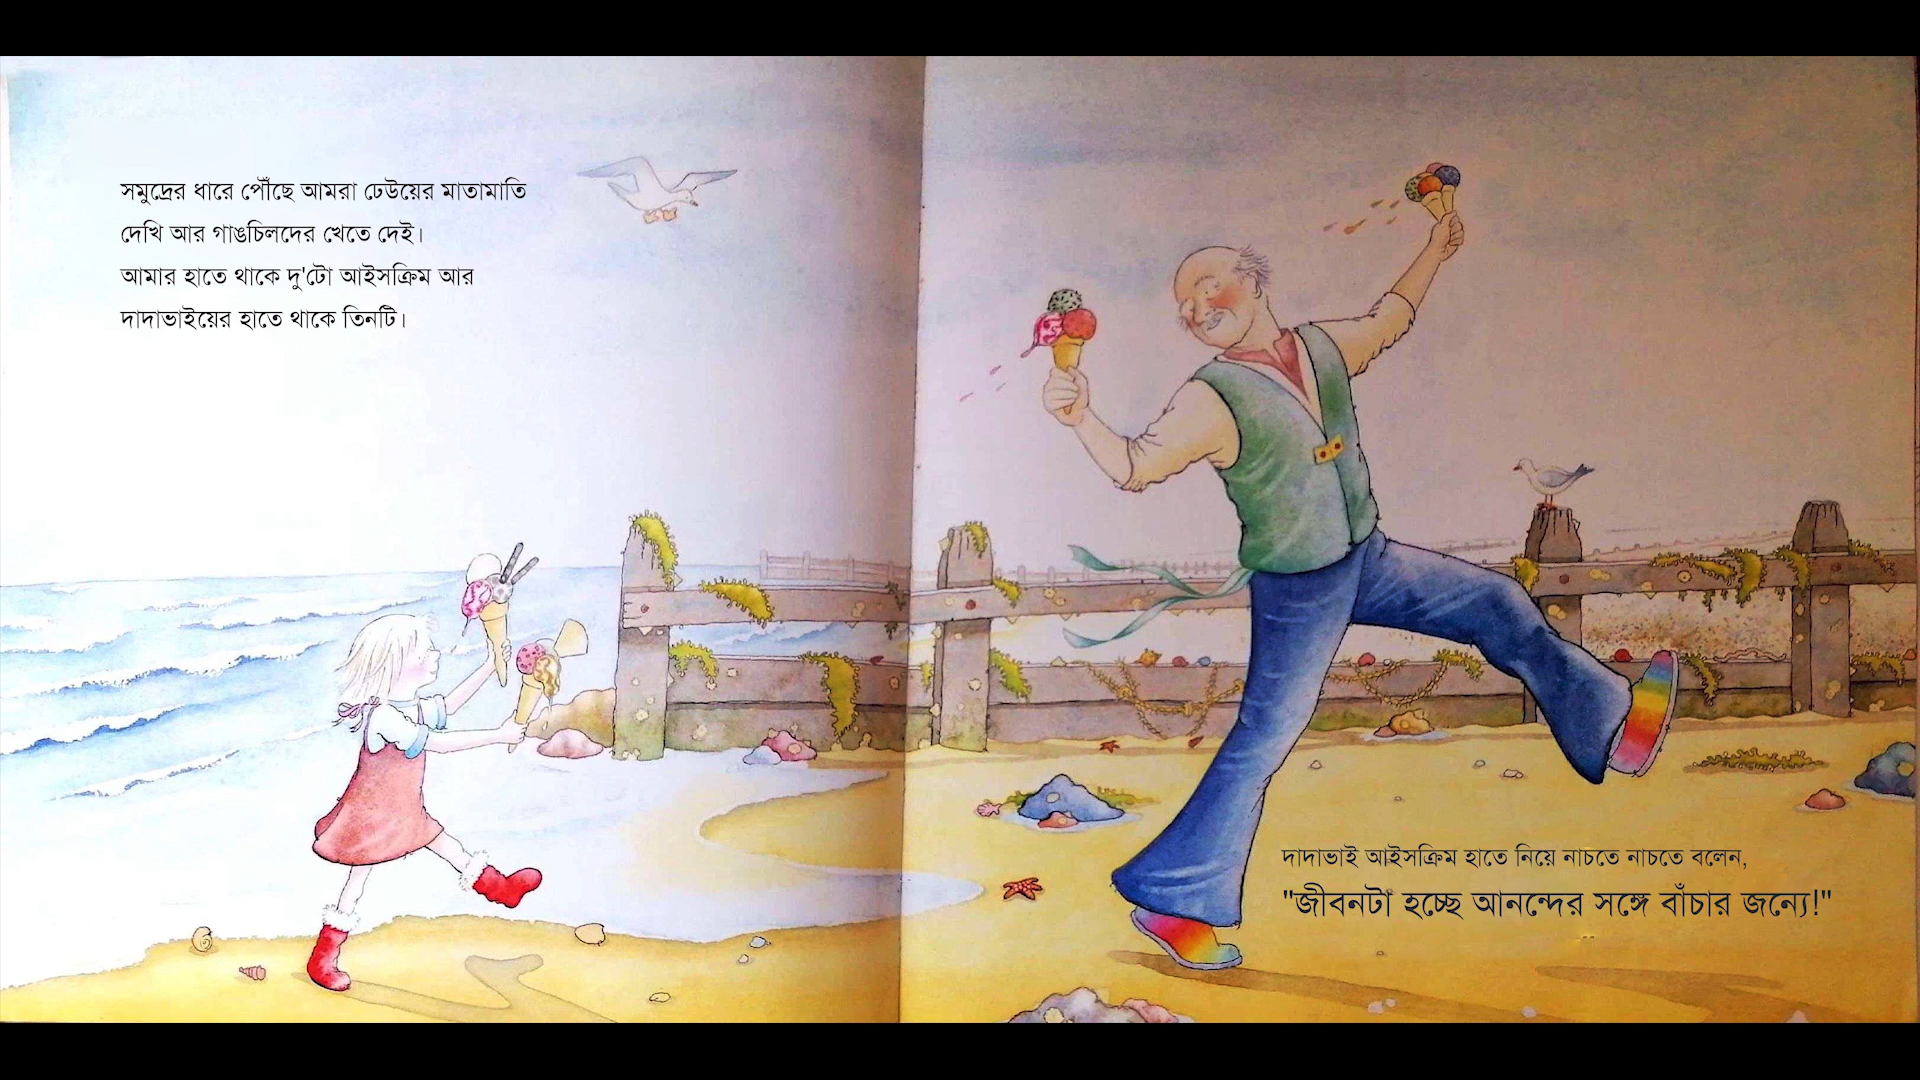 সমুদ্রের ধারে পৌঁছে আমরা ঢেউয়ের মাতামাতি
দেখি আর গাঙচিলদের খেতে দেই।
আমার হাতে থাকে দু'টো আইসক্রিম আর
দাদাভাইয়ের হাতে থাকে তিনটি।
দাদাভাই আইসক্রিম হাতে নিয়ে নাচতে নাচতে বলেন,
"জীবনটা হচ্ছে আনন্দের সঙ্গে বাঁচার জন্যে!"